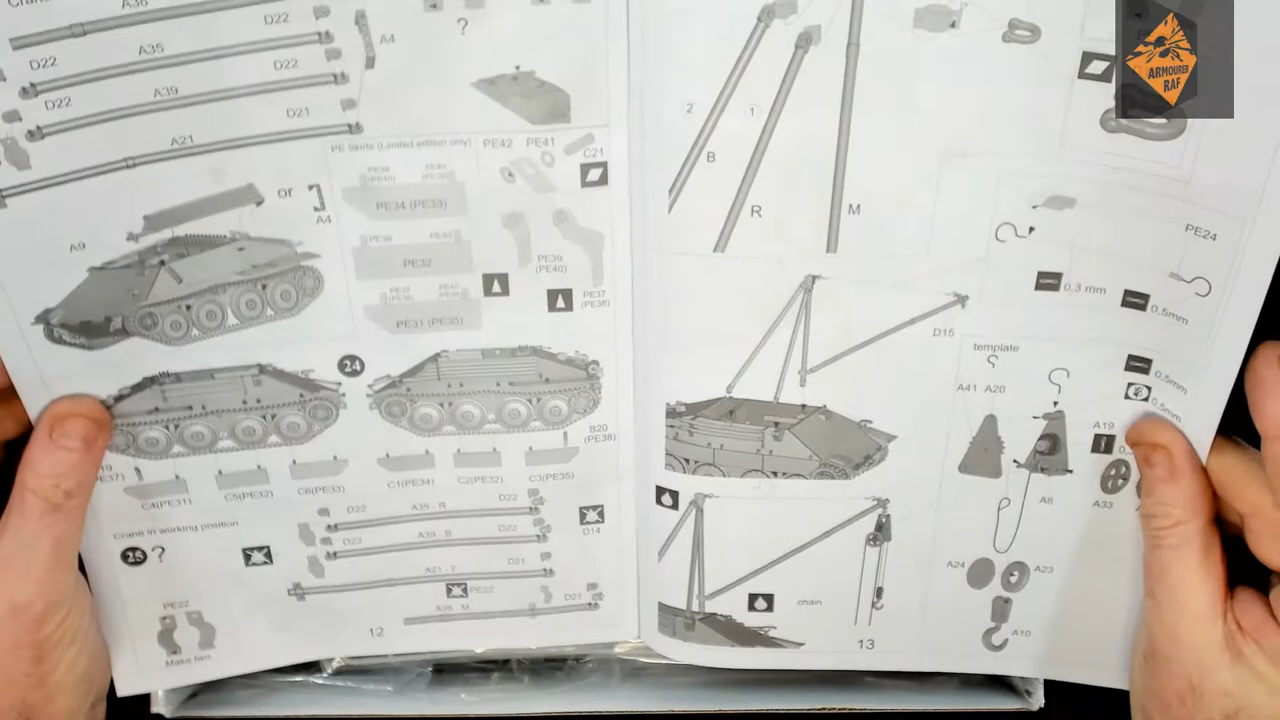 A36
D22
A4
?
D22
A35
D22
A39
D22
D21
A21
or
A4
A9
PE Skirts (Limited edition only)
PE34 (PE33)
PE32
PE31 (PE35)
PE42
PE41
C21
PE39
(PE40)
PE37
(PE38)
24
B20
(PE38)
C4(PE31)
C5(PE32)
C6(PE33)
C1(PE34)
C2(PE32)
C3(PE35)
Crane in working position
25 ?
D22
A35 - R
D22
D22
A39 - B
D22
D14
A21 - E
D21
PE22
D21
PE22
Make two
12
2
1
B
R
M
ARMOURER
RAF
PE24
0,3 mm
0.5mm
D15
template
A41 A20
0.5mm
0.5mm
A19
A33
A6
A24
A23
A10
chain
13